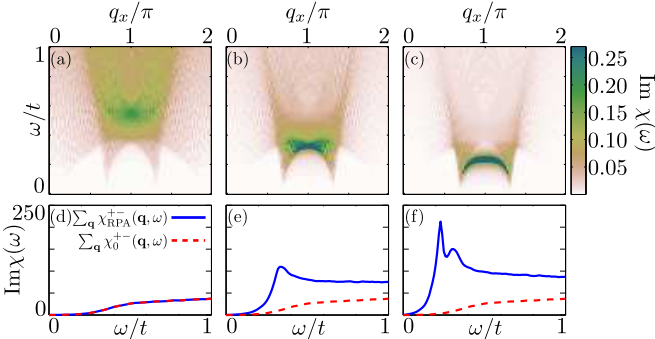 q_x/π q_x/π q_x/π
0 1 2 0 1 2 0 1 2
1 (a) (b) (c) 0.25
0.20
ω/t 0.15 Im χ(ω)
0.10
0.05
0
250 (d) ∑_q χ^{+-}_{RPA}(q, ω) (e) (f)
∑_q χ^{+-}_0(q, ω)
Imχ(ω)
0
0 ω/t 1 0 ω/t 1 0 ω/t 1